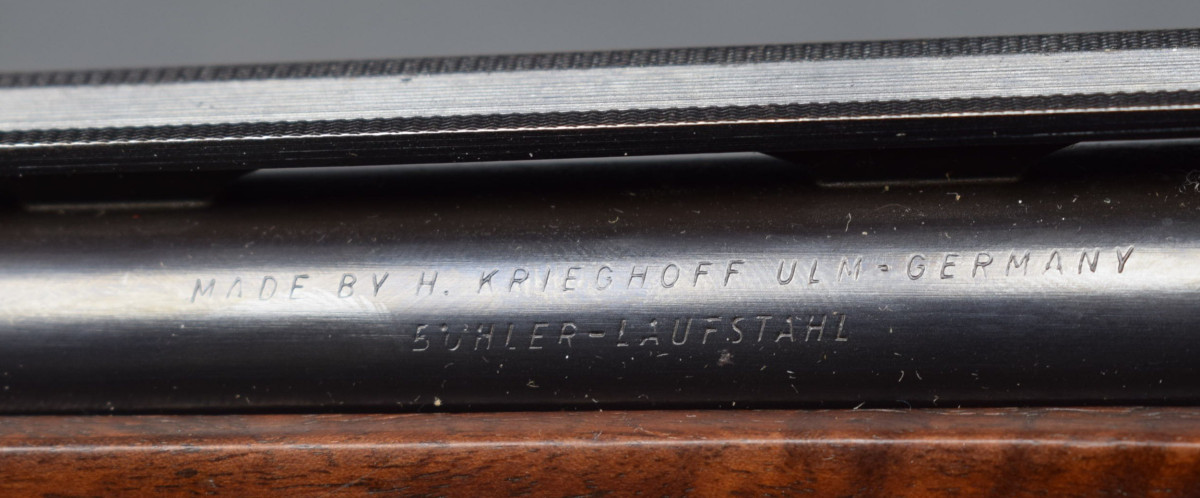 MADE BY H. KRIEGHOFF ULM-GERMANY
BÖHLER-LAUFSTAHL